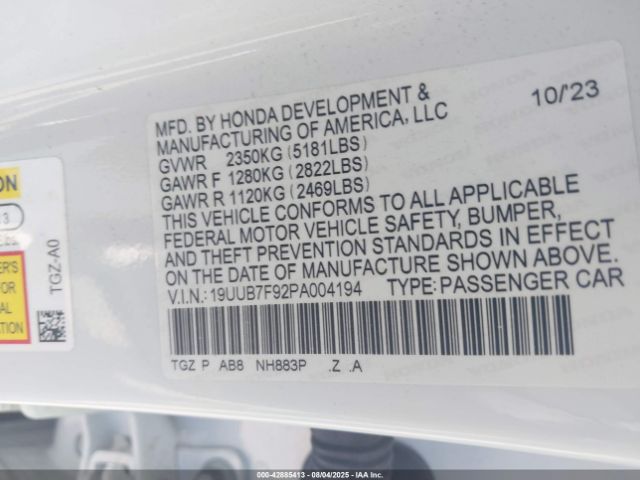 MFD. BY HONDA DEVELOPMENT & 10/'23
MANUFACTURING OF AMERICA, LLC
GVWR 2350KG (5181LBS)
GAWR F 1280KG (2822LBS)
GAWR R 1120KG (2469LBS)
THIS VEHICLE CONFORMS TO ALL APPLICABLE
FEDERAL MOTOR VEHICLE SAFETY, BUMPER,
AND THEFT PREVENTION STANDARDS IN EFFECT
ON THE DATE OF MANUFACTURE SHOWN ABOVE.
V.I.N.: 19UUB7F92PA004194 TYPE: PASSENGER CAR
TGZ P AB8 NH883P .Z .A
TGZ-A0
000-42885413 | 08/04/2025 | IAA Inc.